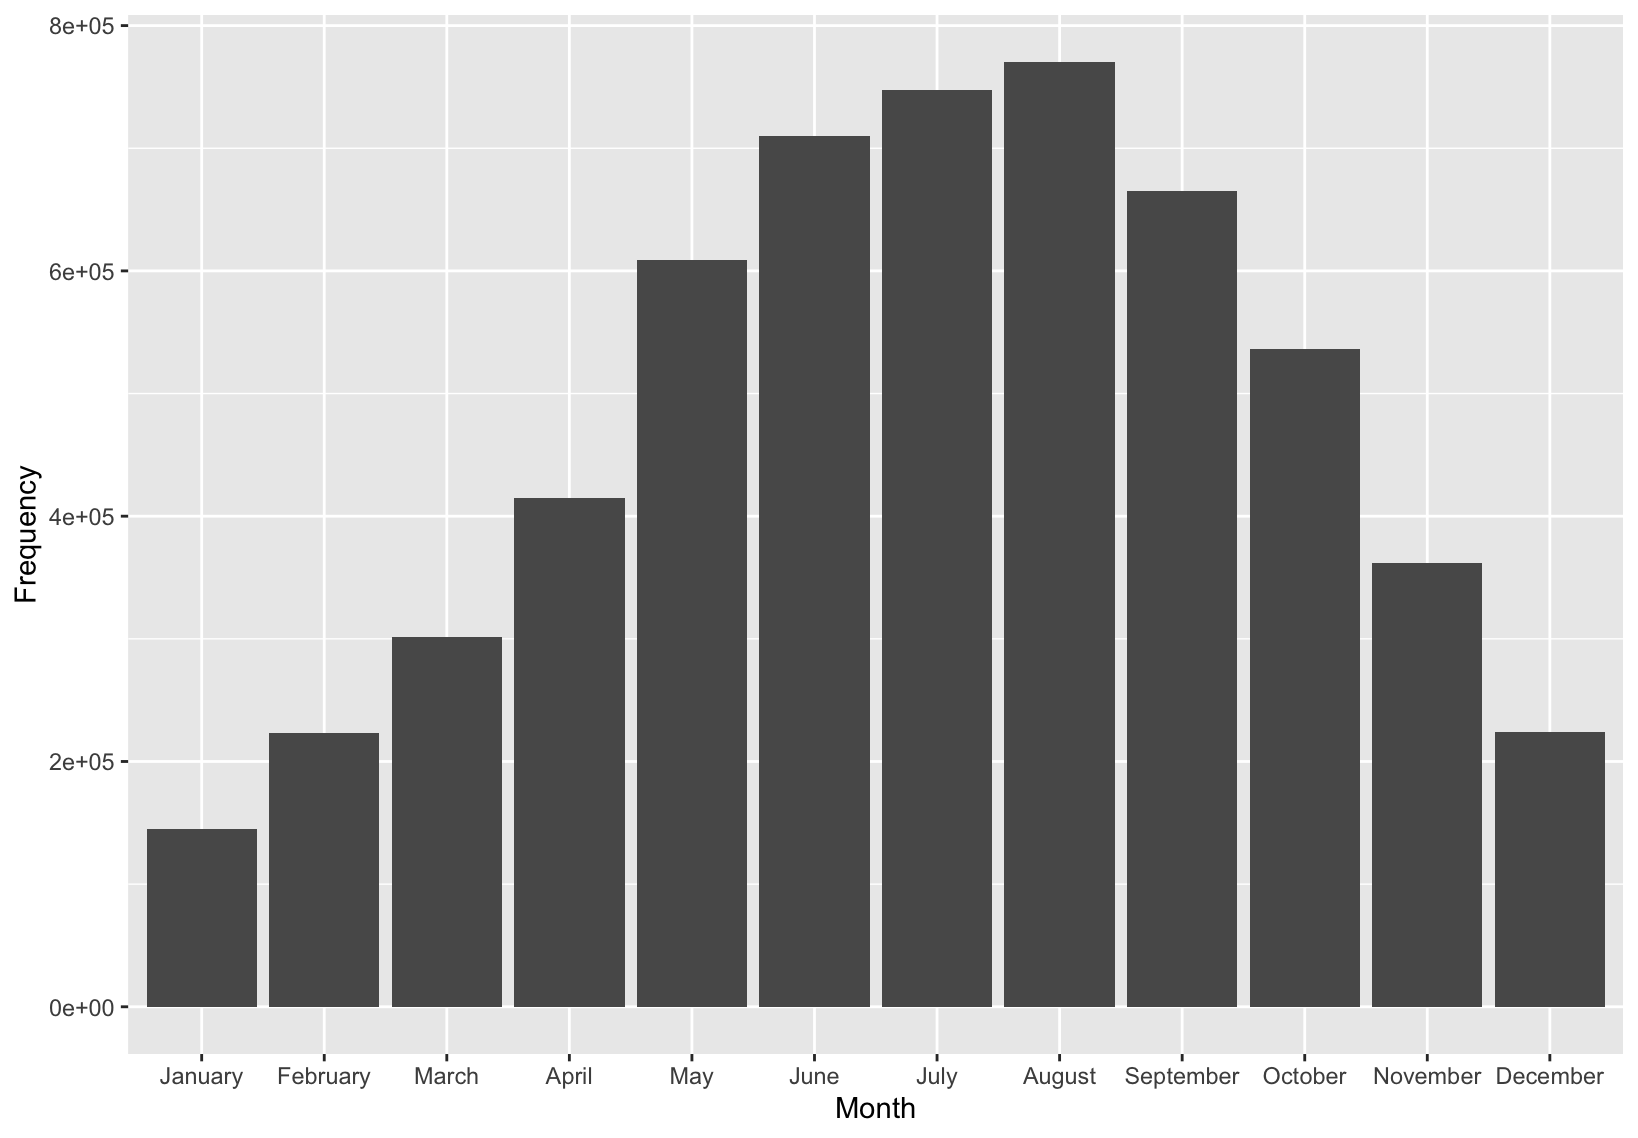 8e+05
6e+05
4e+05
2e+05
0e+00
Frequency
January February March April May June July August September October November December
Month